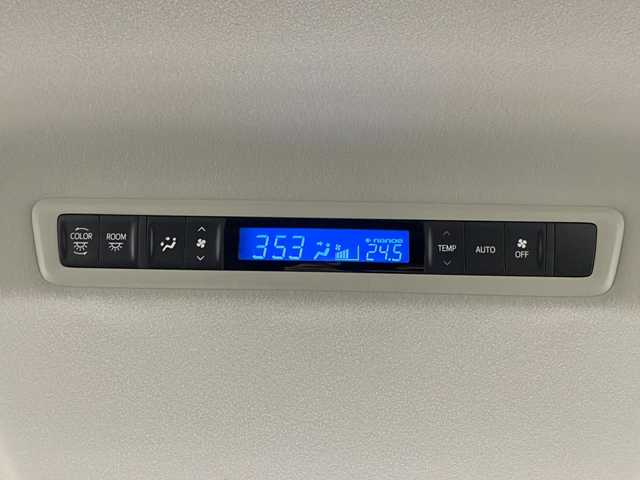 COLOR
ROOM
353
nanoe
24.5
TEMP
AUTO
OFF